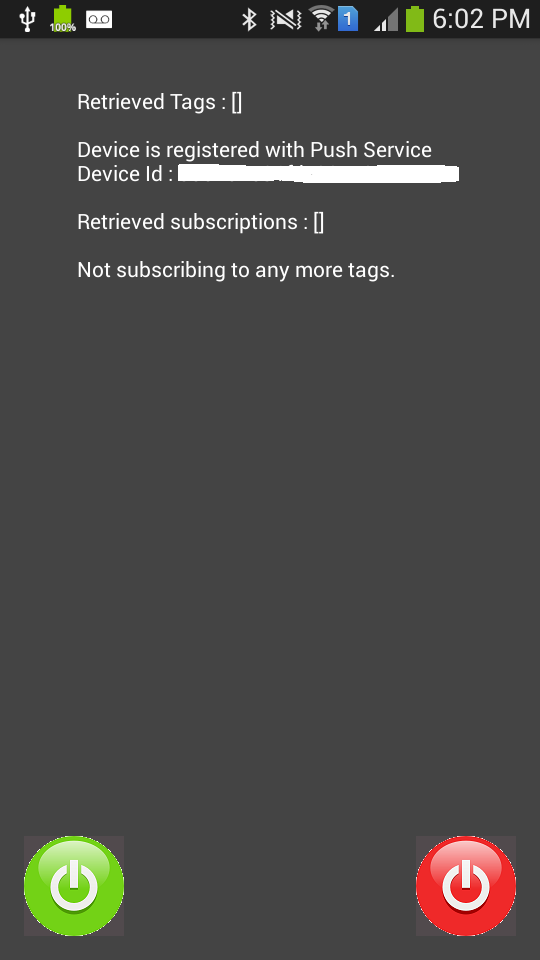 100%
1
6:02 PM
Retrieved Tags : []
Device is registered with Push Service
Device Id :
Retrieved subscriptions : []
Not subscribing to any more tags.